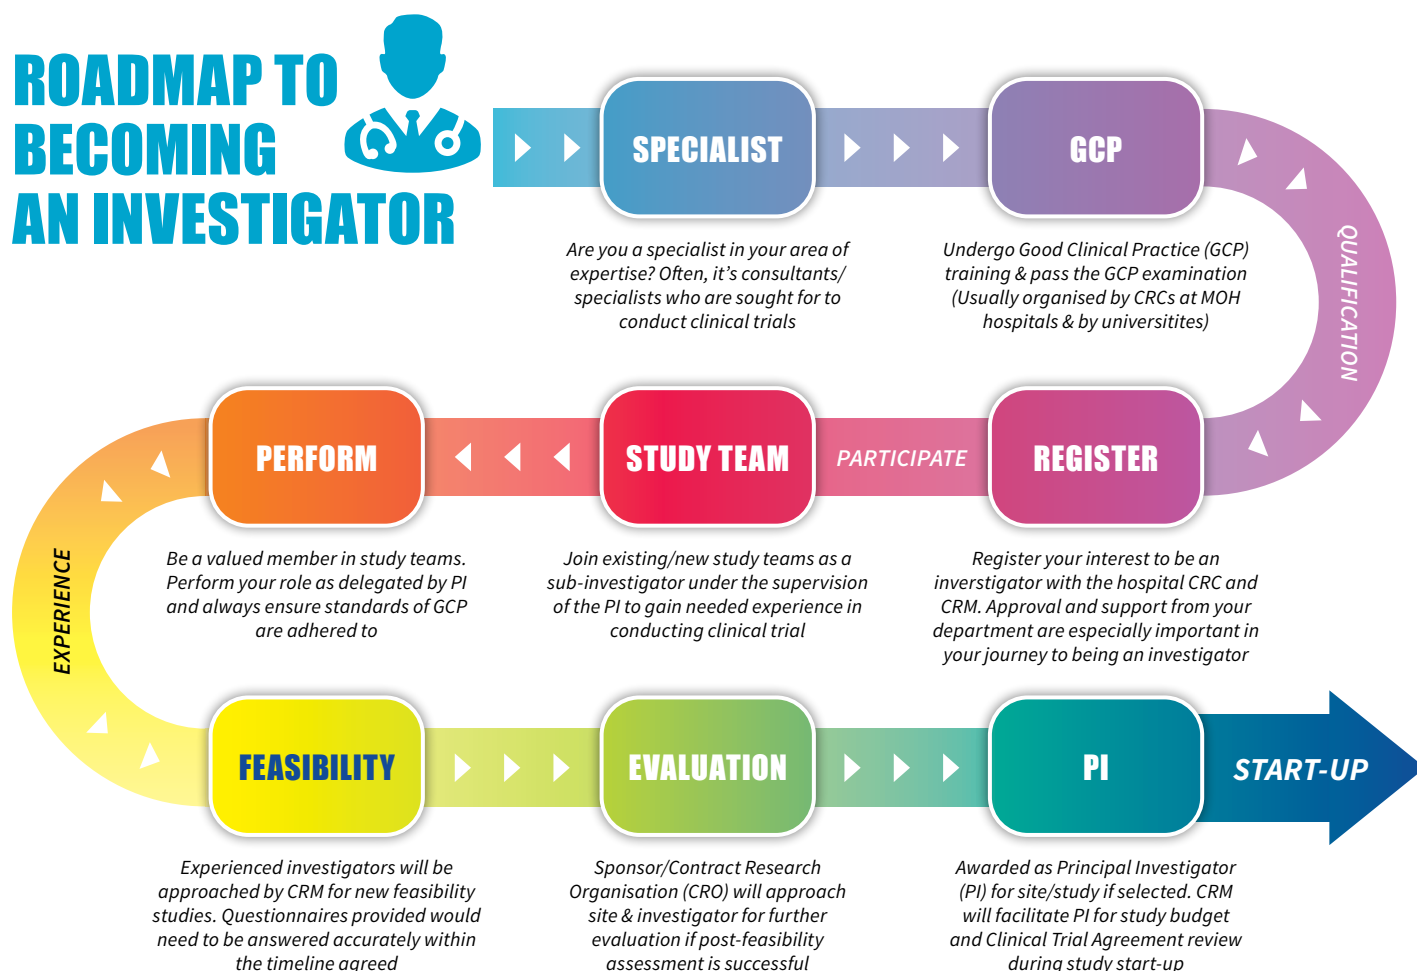 ROADMAP TO
BECOMING
AN INVESTIGATOR
SPECIALIST
Are you a specialist in your area of
expertise? Often, it's consultants/
specialists who are sought for to
conduct clinical trials
GCP
Undergo Good Clinical Practice (GCP)
training & pass the GCP examination
(Usually organised by CRCs at MOH
hospitals & by universitites)
QUALIFICATION
REGISTER
Register your interest to be an
inverstigator with the hospital CRC and
CRM. Approval and support from your
department are especially important in
your journey to being an investigator
PARTICIPATE
STUDY TEAM
Join existing/new study teams as a
sub-investigator under the supervision
of the PI to gain needed experience in
conducting clinical trial
PERFORM
Be a valued member in study teams.
Perform your role as delegated by PI
and always ensure standards of GCP
are adhered to
EXPERIENCE
FEASIBILITY
Experienced investigators will be
approached by CRM for new feasibility
studies. Questionnaires provided would
need to be answered accurately within
the timeline agreed
EVALUATION
Sponsor/Contract Research
Organisation (CRO) will approach
site & investigator for further
evaluation if post-feasibility
assessment is successful
PI
Awarded as Principal Investigator
(PI) for site/study if selected. CRM
will facilitate PI for study budget
and Clinical Trial Agreement review
during study start-up
START-UP